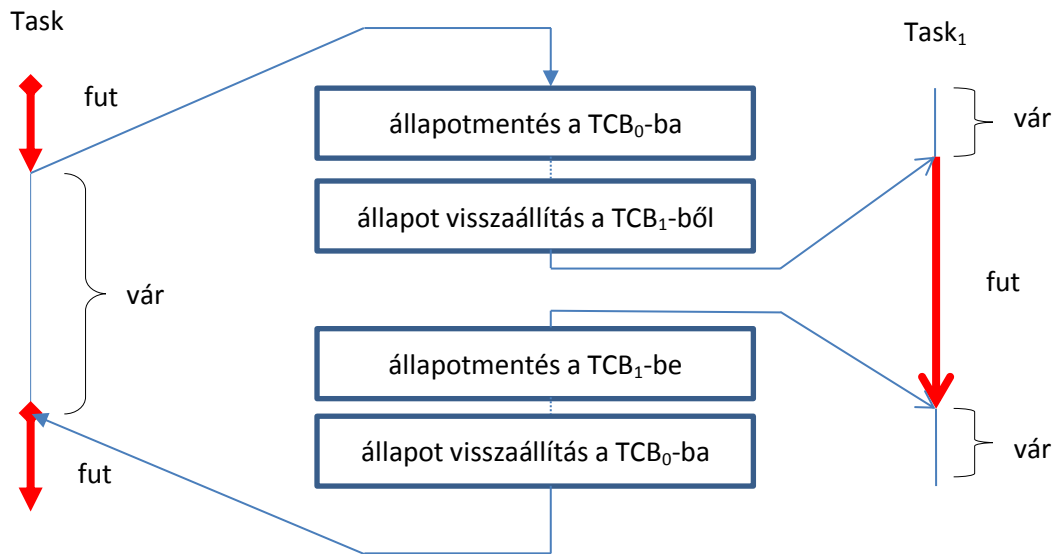 Task
Task₁
fut
állapotmentés a TCB₀-ba
vár
állapot visszaállítás a TCB₁-ből
vár
fut
állapotmentés a TCB₁-be
állapot visszaállítás a TCB₀-ba
vár
fut